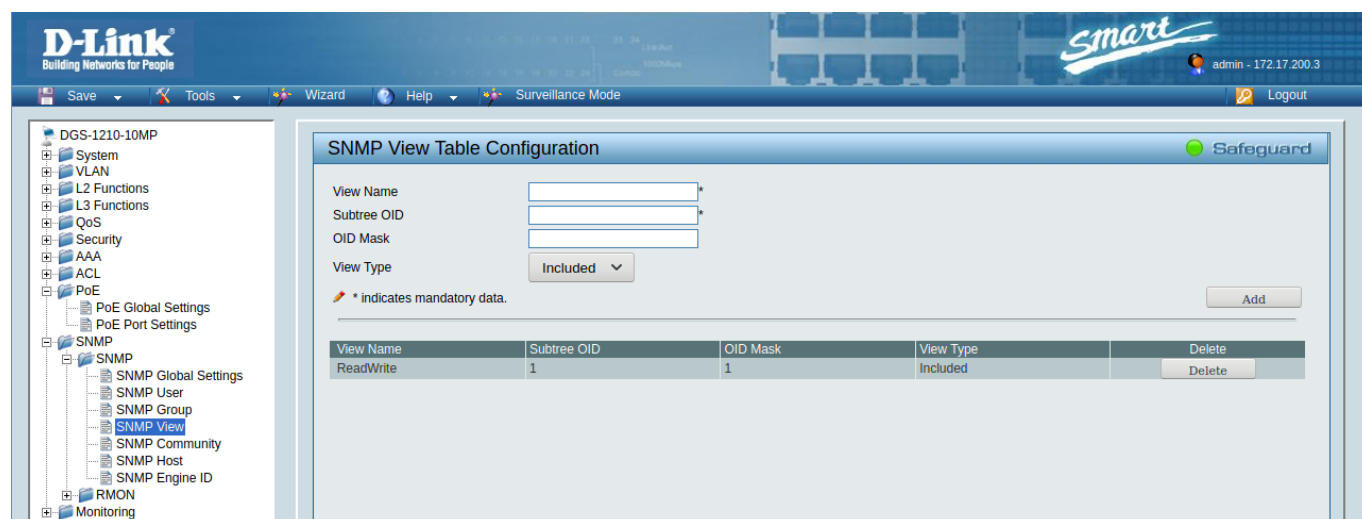 D-Link®
Building Networks for People
smart
admin - 172.17.200.3
Save Tools Wizard Help Surveillance Mode Logout
DGS-1210-10MP
System
VLAN
L2 Functions
L3 Functions
QoS
Security
AAA
ACL
PoE
PoE Global Settings
PoE Port Settings
SNMP
SNMP
SNMP Global Settings
SNMP User
SNMP Group
SNMP View
SNMP Community
SNMP Host
SNMP Engine ID
RMON
Monitoring
SNMP View Table Configuration Safeguard
View Name *
Subtree OID *
OID Mask
View Type Included
* indicates mandatory data. Add
View Name Subtree OID OID Mask View Type Delete
ReadWrite 1 1 Included Delete